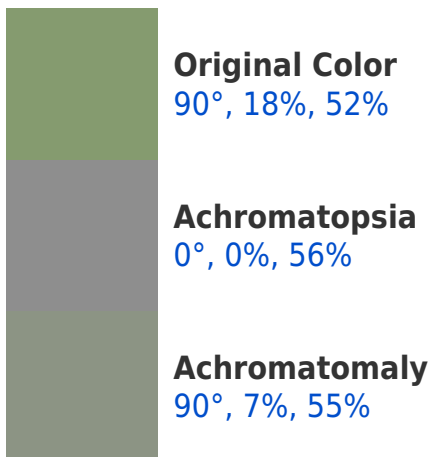 Original Color
90°, 18%, 52%
Achromatopsia
0°, 0%, 56%
Achromatomaly
90°, 7%, 55%